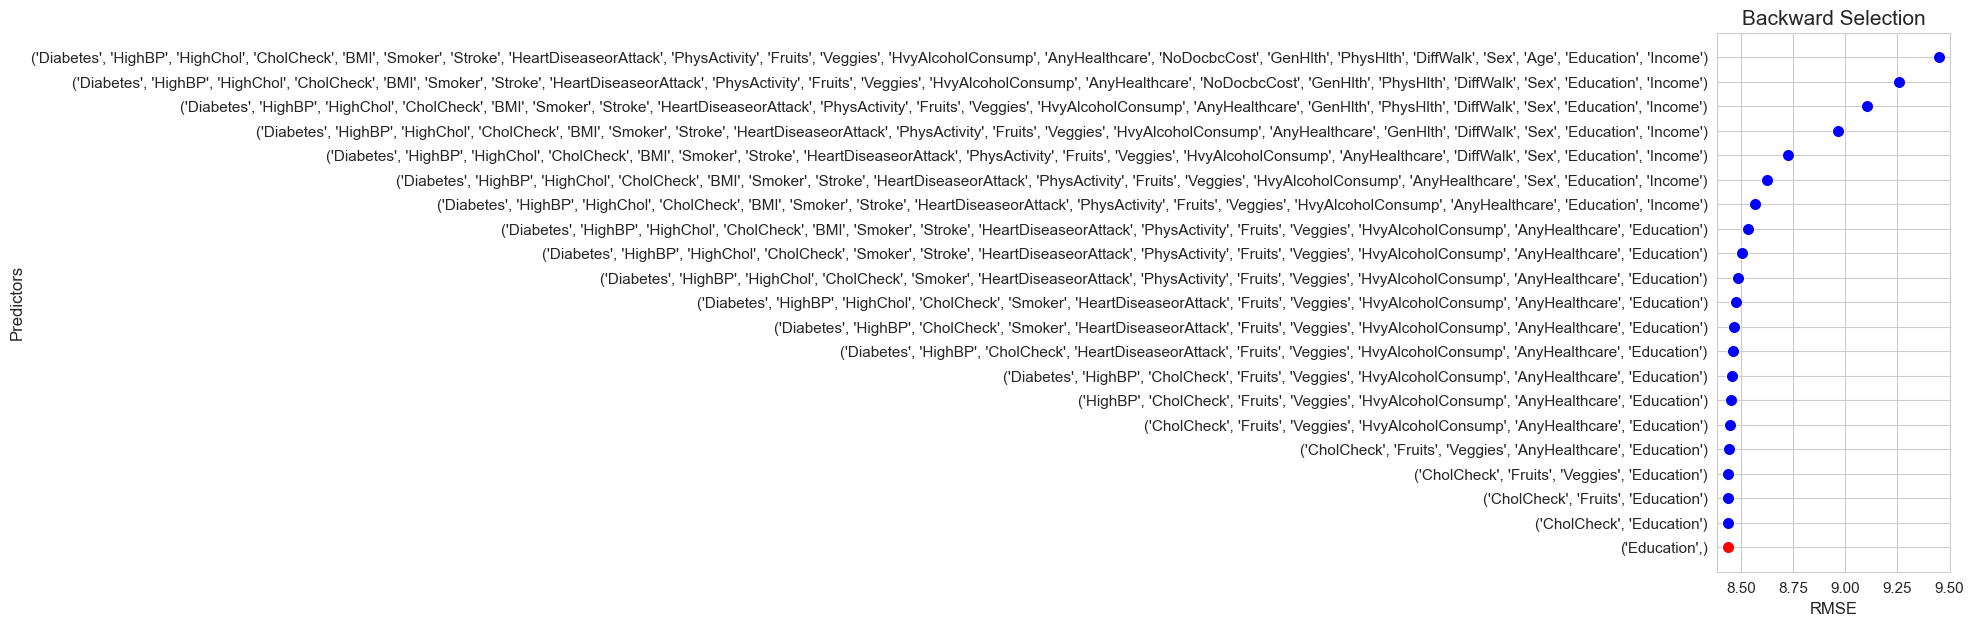 Backward Selection
('Diabetes', 'HighBP', 'HighChol', 'CholCheck', 'BMI', 'Smoker', 'Stroke', 'HeartDiseaseorAttack', 'PhysActivity', 'Fruits', 'Veggies', 'HvyAlcoholConsump', 'AnyHealthcare', 'NoDocbcCost', 'GenHlth', 'PhysHlth', 'DiffWalk', 'Sex', 'Age', 'Education', 'Income')
('Diabetes', 'HighBP', 'HighChol', 'CholCheck', 'BMI', 'Smoker', 'Stroke', 'HeartDiseaseorAttack', 'PhysActivity', 'Fruits', 'Veggies', 'HvyAlcoholConsump', 'AnyHealthcare', 'NoDocbcCost', 'GenHlth', 'PhysHlth', 'DiffWalk', 'Sex', 'Education', 'Income')
('Diabetes', 'HighBP', 'HighChol', 'CholCheck', 'BMI', 'Smoker', 'Stroke', 'HeartDiseaseorAttack', 'PhysActivity', 'Fruits', 'Veggies', 'HvyAlcoholConsump', 'AnyHealthcare', 'GenHlth', 'PhysHlth', 'DiffWalk', 'Sex', 'Education', 'Income')
('Diabetes', 'HighBP', 'HighChol', 'CholCheck', 'BMI', 'Smoker', 'Stroke', 'HeartDiseaseorAttack', 'PhysActivity', 'Fruits', 'Veggies', 'HvyAlcoholConsump', 'AnyHealthcare', 'GenHlth', 'DiffWalk', 'Sex', 'Education', 'Income')
('Diabetes', 'HighBP', 'HighChol', 'CholCheck', 'BMI', 'Smoker', 'Stroke', 'HeartDiseaseorAttack', 'PhysActivity', 'Fruits', 'Veggies', 'HvyAlcoholConsump', 'AnyHealthcare', 'DiffWalk', 'Sex', 'Education', 'Income')
('Diabetes', 'HighBP', 'HighChol', 'CholCheck', 'BMI', 'Smoker', 'Stroke', 'HeartDiseaseorAttack', 'PhysActivity', 'Fruits', 'Veggies', 'HvyAlcoholConsump', 'AnyHealthcare', 'Sex', 'Education', 'Income')
('Diabetes', 'HighBP', 'HighChol', 'CholCheck', 'BMI', 'Smoker', 'Stroke', 'HeartDiseaseorAttack', 'PhysActivity', 'Fruits', 'Veggies', 'HvyAlcoholConsump', 'AnyHealthcare', 'Education', 'Income')
('Diabetes', 'HighBP', 'HighChol', 'CholCheck', 'BMI', 'Smoker', 'Stroke', 'HeartDiseaseorAttack', 'PhysActivity', 'Fruits', 'Veggies', 'HvyAlcoholConsump', 'AnyHealthcare', 'Education')
('Diabetes', 'HighBP', 'HighChol', 'CholCheck', 'Smoker', 'Stroke', 'HeartDiseaseorAttack', 'PhysActivity', 'Fruits', 'Veggies', 'HvyAlcoholConsump', 'AnyHealthcare', 'Education')
('Diabetes', 'HighBP', 'HighChol', 'CholCheck', 'Smoker', 'HeartDiseaseorAttack', 'PhysActivity', 'Fruits', 'Veggies', 'HvyAlcoholConsump', 'AnyHealthcare', 'Education')
('Diabetes', 'HighBP', 'HighChol', 'CholCheck', 'Smoker', 'HeartDiseaseorAttack', 'Fruits', 'Veggies', 'HvyAlcoholConsump', 'AnyHealthcare', 'Education')
('Diabetes', 'HighBP', 'CholCheck', 'Smoker', 'HeartDiseaseorAttack', 'Fruits', 'Veggies', 'HvyAlcoholConsump', 'AnyHealthcare', 'Education')
('Diabetes', 'HighBP', 'CholCheck', 'HeartDiseaseorAttack', 'Fruits', 'Veggies', 'HvyAlcoholConsump', 'AnyHealthcare', 'Education')
('Diabetes', 'HighBP', 'CholCheck', 'Fruits', 'Veggies', 'HvyAlcoholConsump', 'AnyHealthcare', 'Education')
('HighBP', 'CholCheck', 'Fruits', 'Veggies', 'HvyAlcoholConsump', 'AnyHealthcare', 'Education')
('CholCheck', 'Fruits', 'Veggies', 'HvyAlcoholConsump', 'AnyHealthcare', 'Education')
('CholCheck', 'Fruits', 'Veggies', 'AnyHealthcare', 'Education')
('CholCheck', 'Fruits', 'Veggies', 'Education')
('CholCheck', 'Fruits', 'Education')
('CholCheck', 'Education')
('Education',)
Predictors
8.50 8.75 9.00 9.25 9.50
RMSE